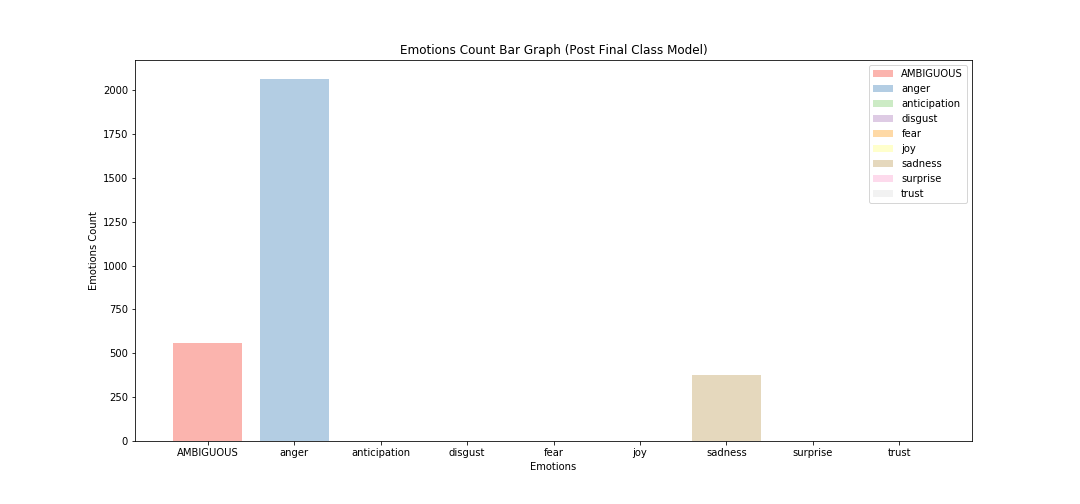 Emotions Count Bar Graph (Post Final Class Model)
AMBIGUOUS
anger
anticipation
disgust
fear
joy
sadness
surprise
trust
Emotions Count
2000
1750
1500
1250
1000
750
500
250
0
AMBIGUOUS anger anticipation disgust fear joy sadness surprise trust
Emotions